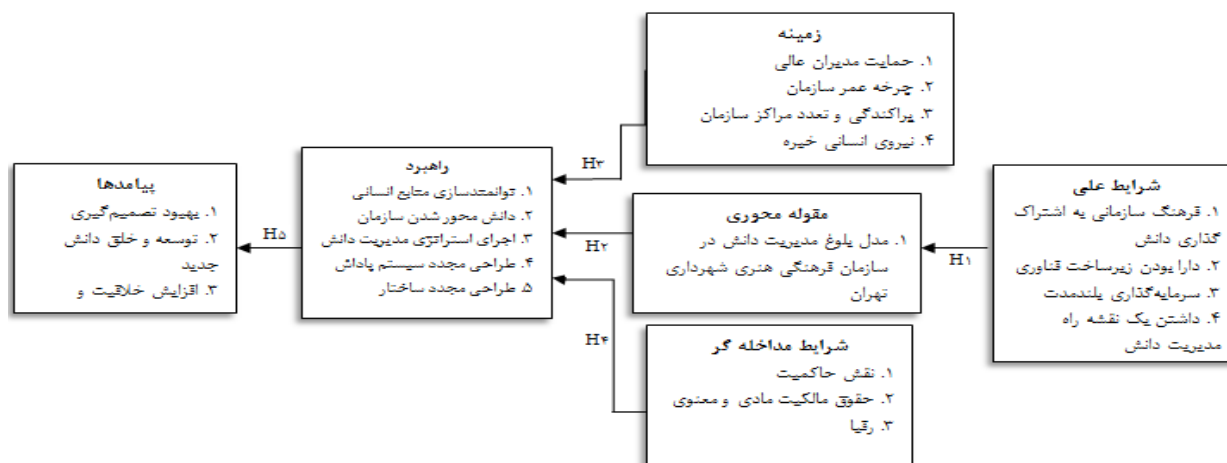 زمینه
۱. حمایت مدیران عالی
۲. چرخه عمر سازمان
۳. پراکندگی و تعدد مراکز سازمان
۴. نیروی انسانی خبره
شرایط علی
۱. فرهنگ سازمانی به اشتراک
گذاری دانش
۲. دارا بودن زیرساخت فناوری
۳. سرمایه‌گذاری بلندمدت
۴. داشتن یک نقشه راه
مدیریت دانش
H۱
مقوله محوری
۱. مدل بلوغ مدیریت دانش در
سازمان فرهنگی هنری شهرداری
تهران
شرایط مداخله گر
۱. نقش حاکمیت
۲. حقوق مالکیت مادی و معنوی
۳. رقبا
H۳
H۲
H۴
راهبرد
۱. توانمندسازی منابع انسانی
۲. دانش محور شدن سازمان
۳. اجرای استراتژی مدیریت دانش
۴. طراحی مجدد سیستم پاداش
۵. طراحی مجدد ساختار
H۵
پیامدها
۱. بهبود تصمیم‌گیری
۲. توسعه و خلق دانش
جدید
۳. افزایش خلاقیت و